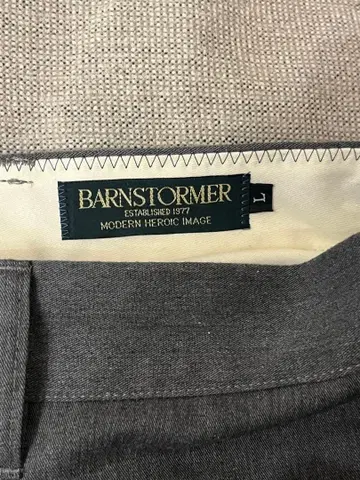 BARNSTORMER
ESTABLISHED 1977
MODERN HEROIC IMAGE
L